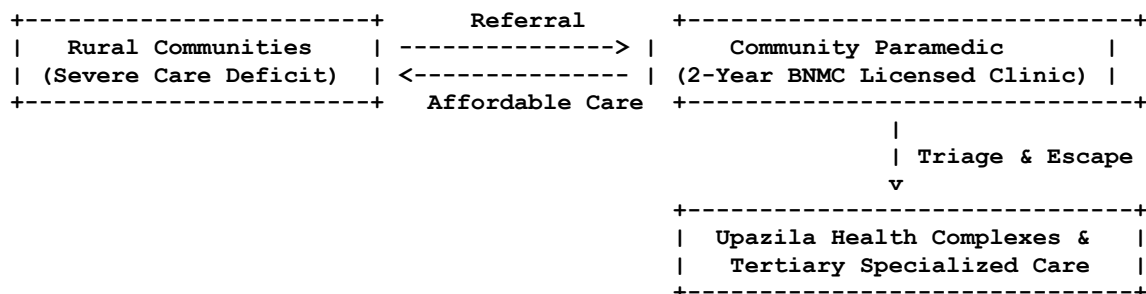 Referral
Rural Communities
(Severe Care Deficit)
Affordable Care
Community Paramedic
(2-Year BNMC Licensed Clinic)
Triage & Escape
Upazila Health Complexes &
Tertiary Specialized Care